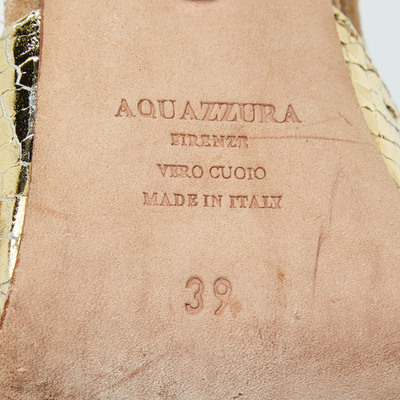 AQUAZZURA
FIRENZE
VERO CUOIO
MADE IN ITALY
39